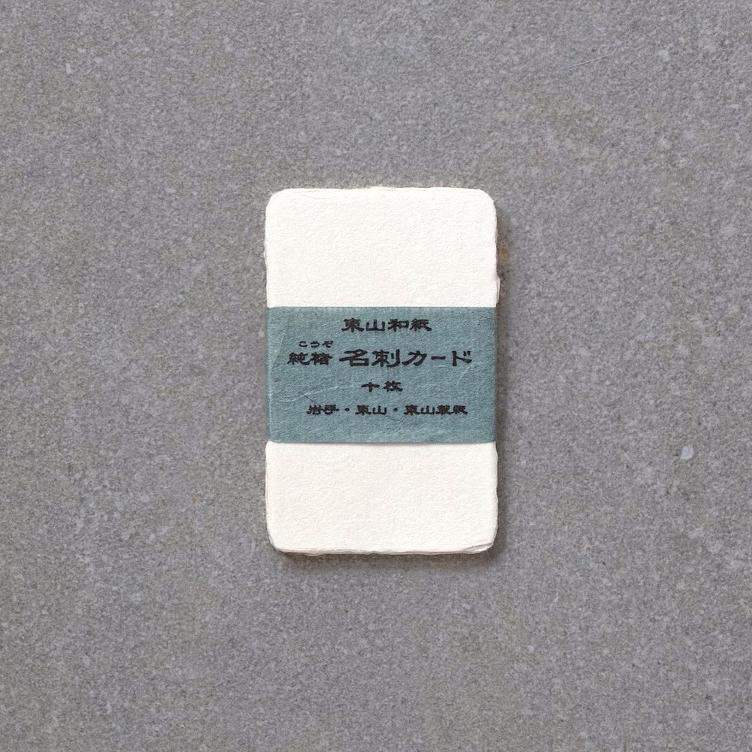 東山和紙
こうぞ
純楮 名刺カード
十枚
岩手・東山・東山製紙